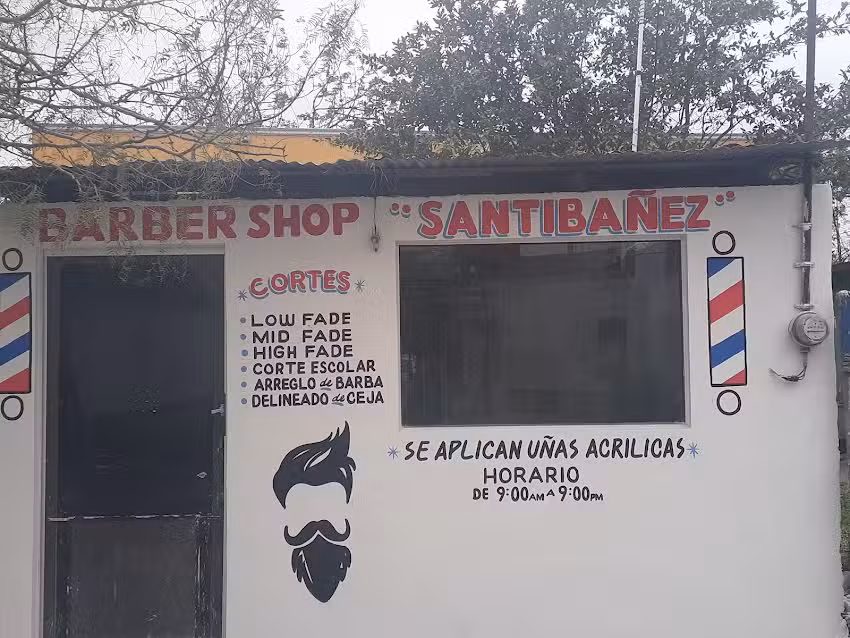 BARBER SHOP "SANTIBAÑEZ"
*CORTES*
• LOW FADE
• MID FADE
• HIGH FADE
• CORTE ESCOLAR
• ARREGLO de BARBA
• DELINEADO de CEJA
*SE APLICAN UÑAS ACRILICAS*
HORARIO
DE 9:00AM A 9:00PM